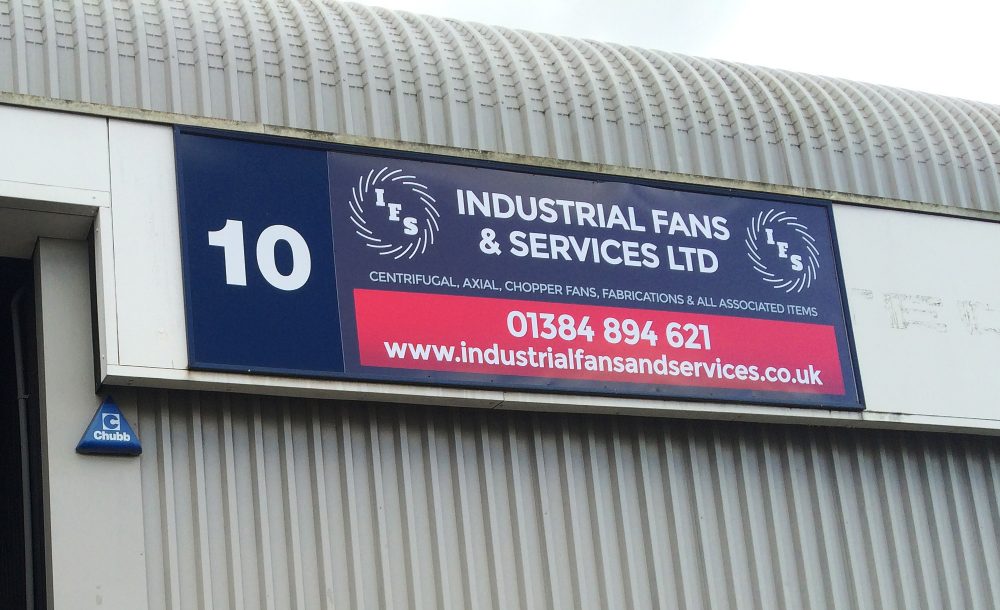 10
IFS
INDUSTRIAL FANS
& SERVICES LTD
IFS
CENTRIFUGAL, AXIAL, CHOPPER FANS, FABRICATIONS & ALL ASSOCIATED ITEMS
01384 894 621
www.industrialfansandservices.co.uk
C
Chubb